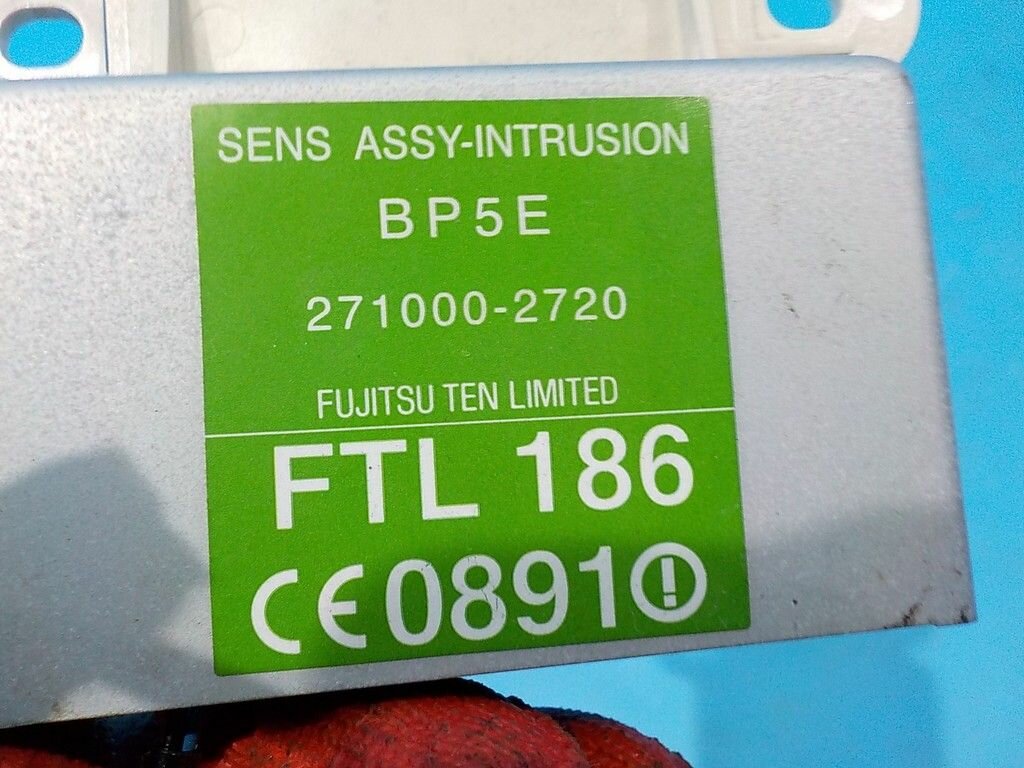 SENS ASSY-INTRUSION
BP5E
271000-2720
FUJITSU TEN LIMITED
FTL 186
CE0891!